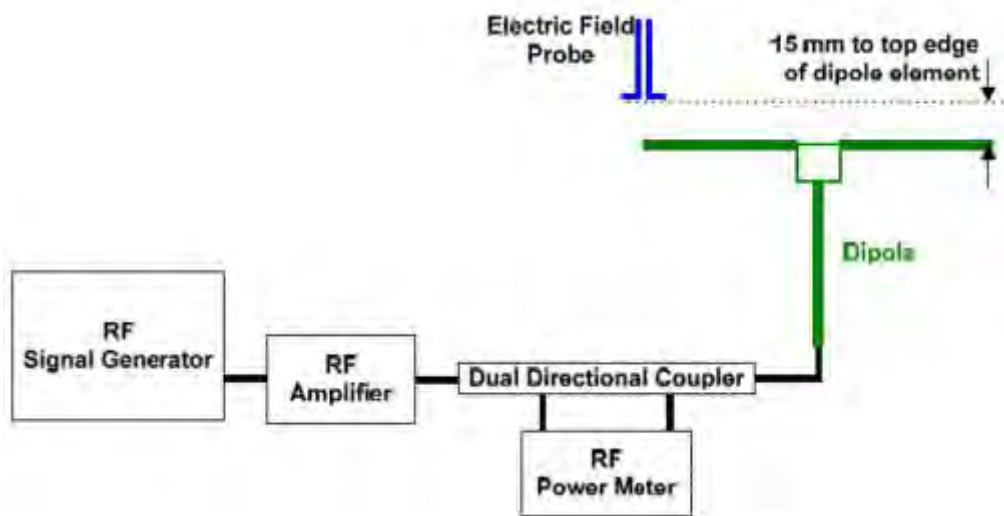 Electric Field
Probe
15 mm to top edge
of dipole element
Dipole
RF
Signal Generator
RF
Amplifier
Dual Directional Coupler
RF
Power Meter